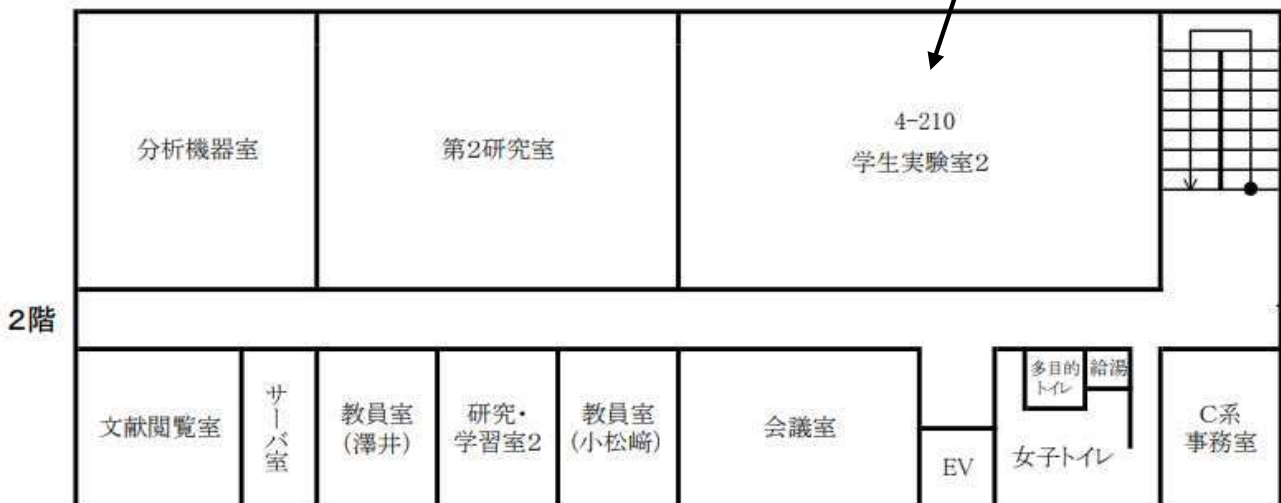 分析機器室
第2研究室
4-210
学生実験室2
2階
文献閲覧室
サーバ室
教員室
(澤井)
研究・
学習室2
教員室
(小松﨑)
会議室
EV
多目的
トイレ
給湯
女子トイレ
C系
事務室